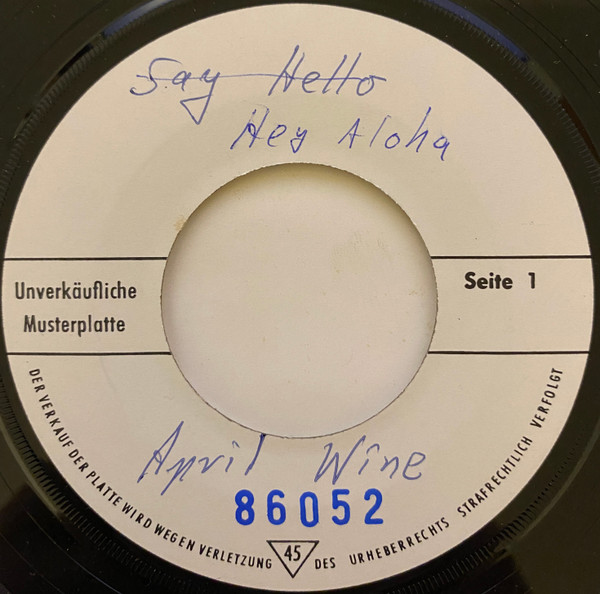 Say Hello
Hey Aloha
Unverkäufliche
Musterplatte
Seite 1
April Wine
86052
DER VERKAUF DER PLATTE WIRD WEGEN VERLETZUNG DES URHEBERRECHTS STRAFRECHTLICH VERFOLGT
45